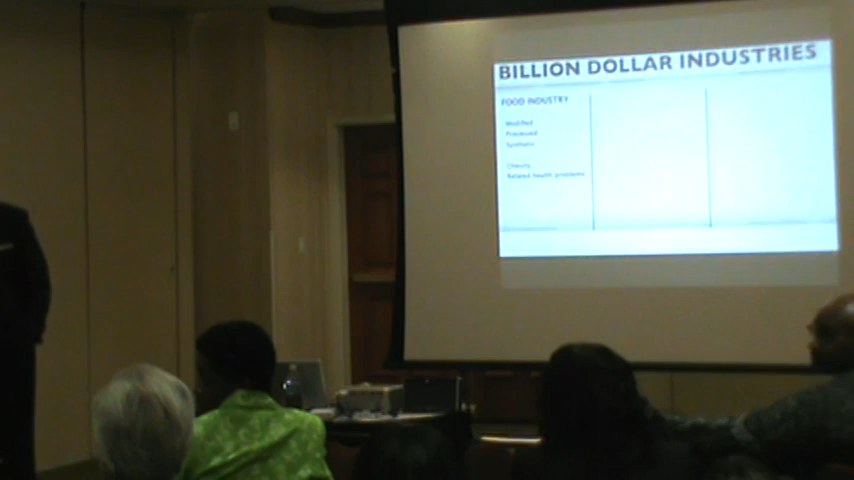 BILLION DOLLAR INDUSTRIES
FOOD INDUSTRY
Modified
Processed
Synthetic
Obesity
Related health problems